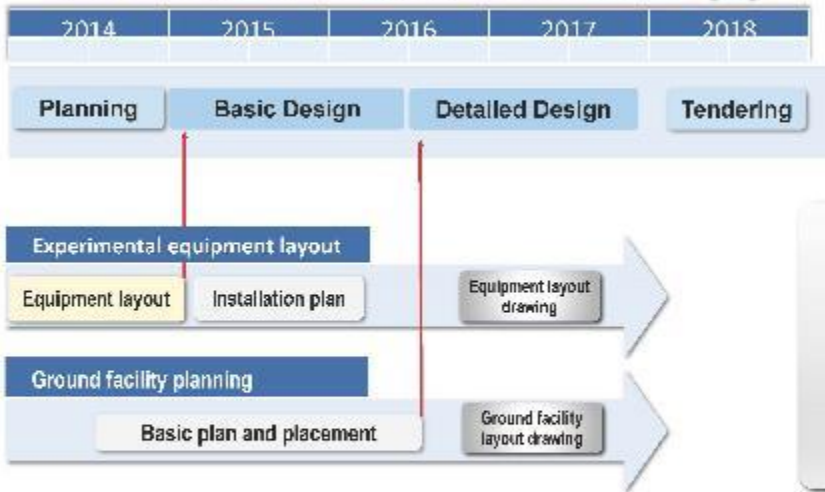 2014 2015 2016 2017 2018
Planning Basic Design Detailed Design Tendering
Experimental equipment layout
Equipment layout Installation plan Equipment layout
drawing
Ground facility planning
Basic plan and placement Ground facility
layout drawing